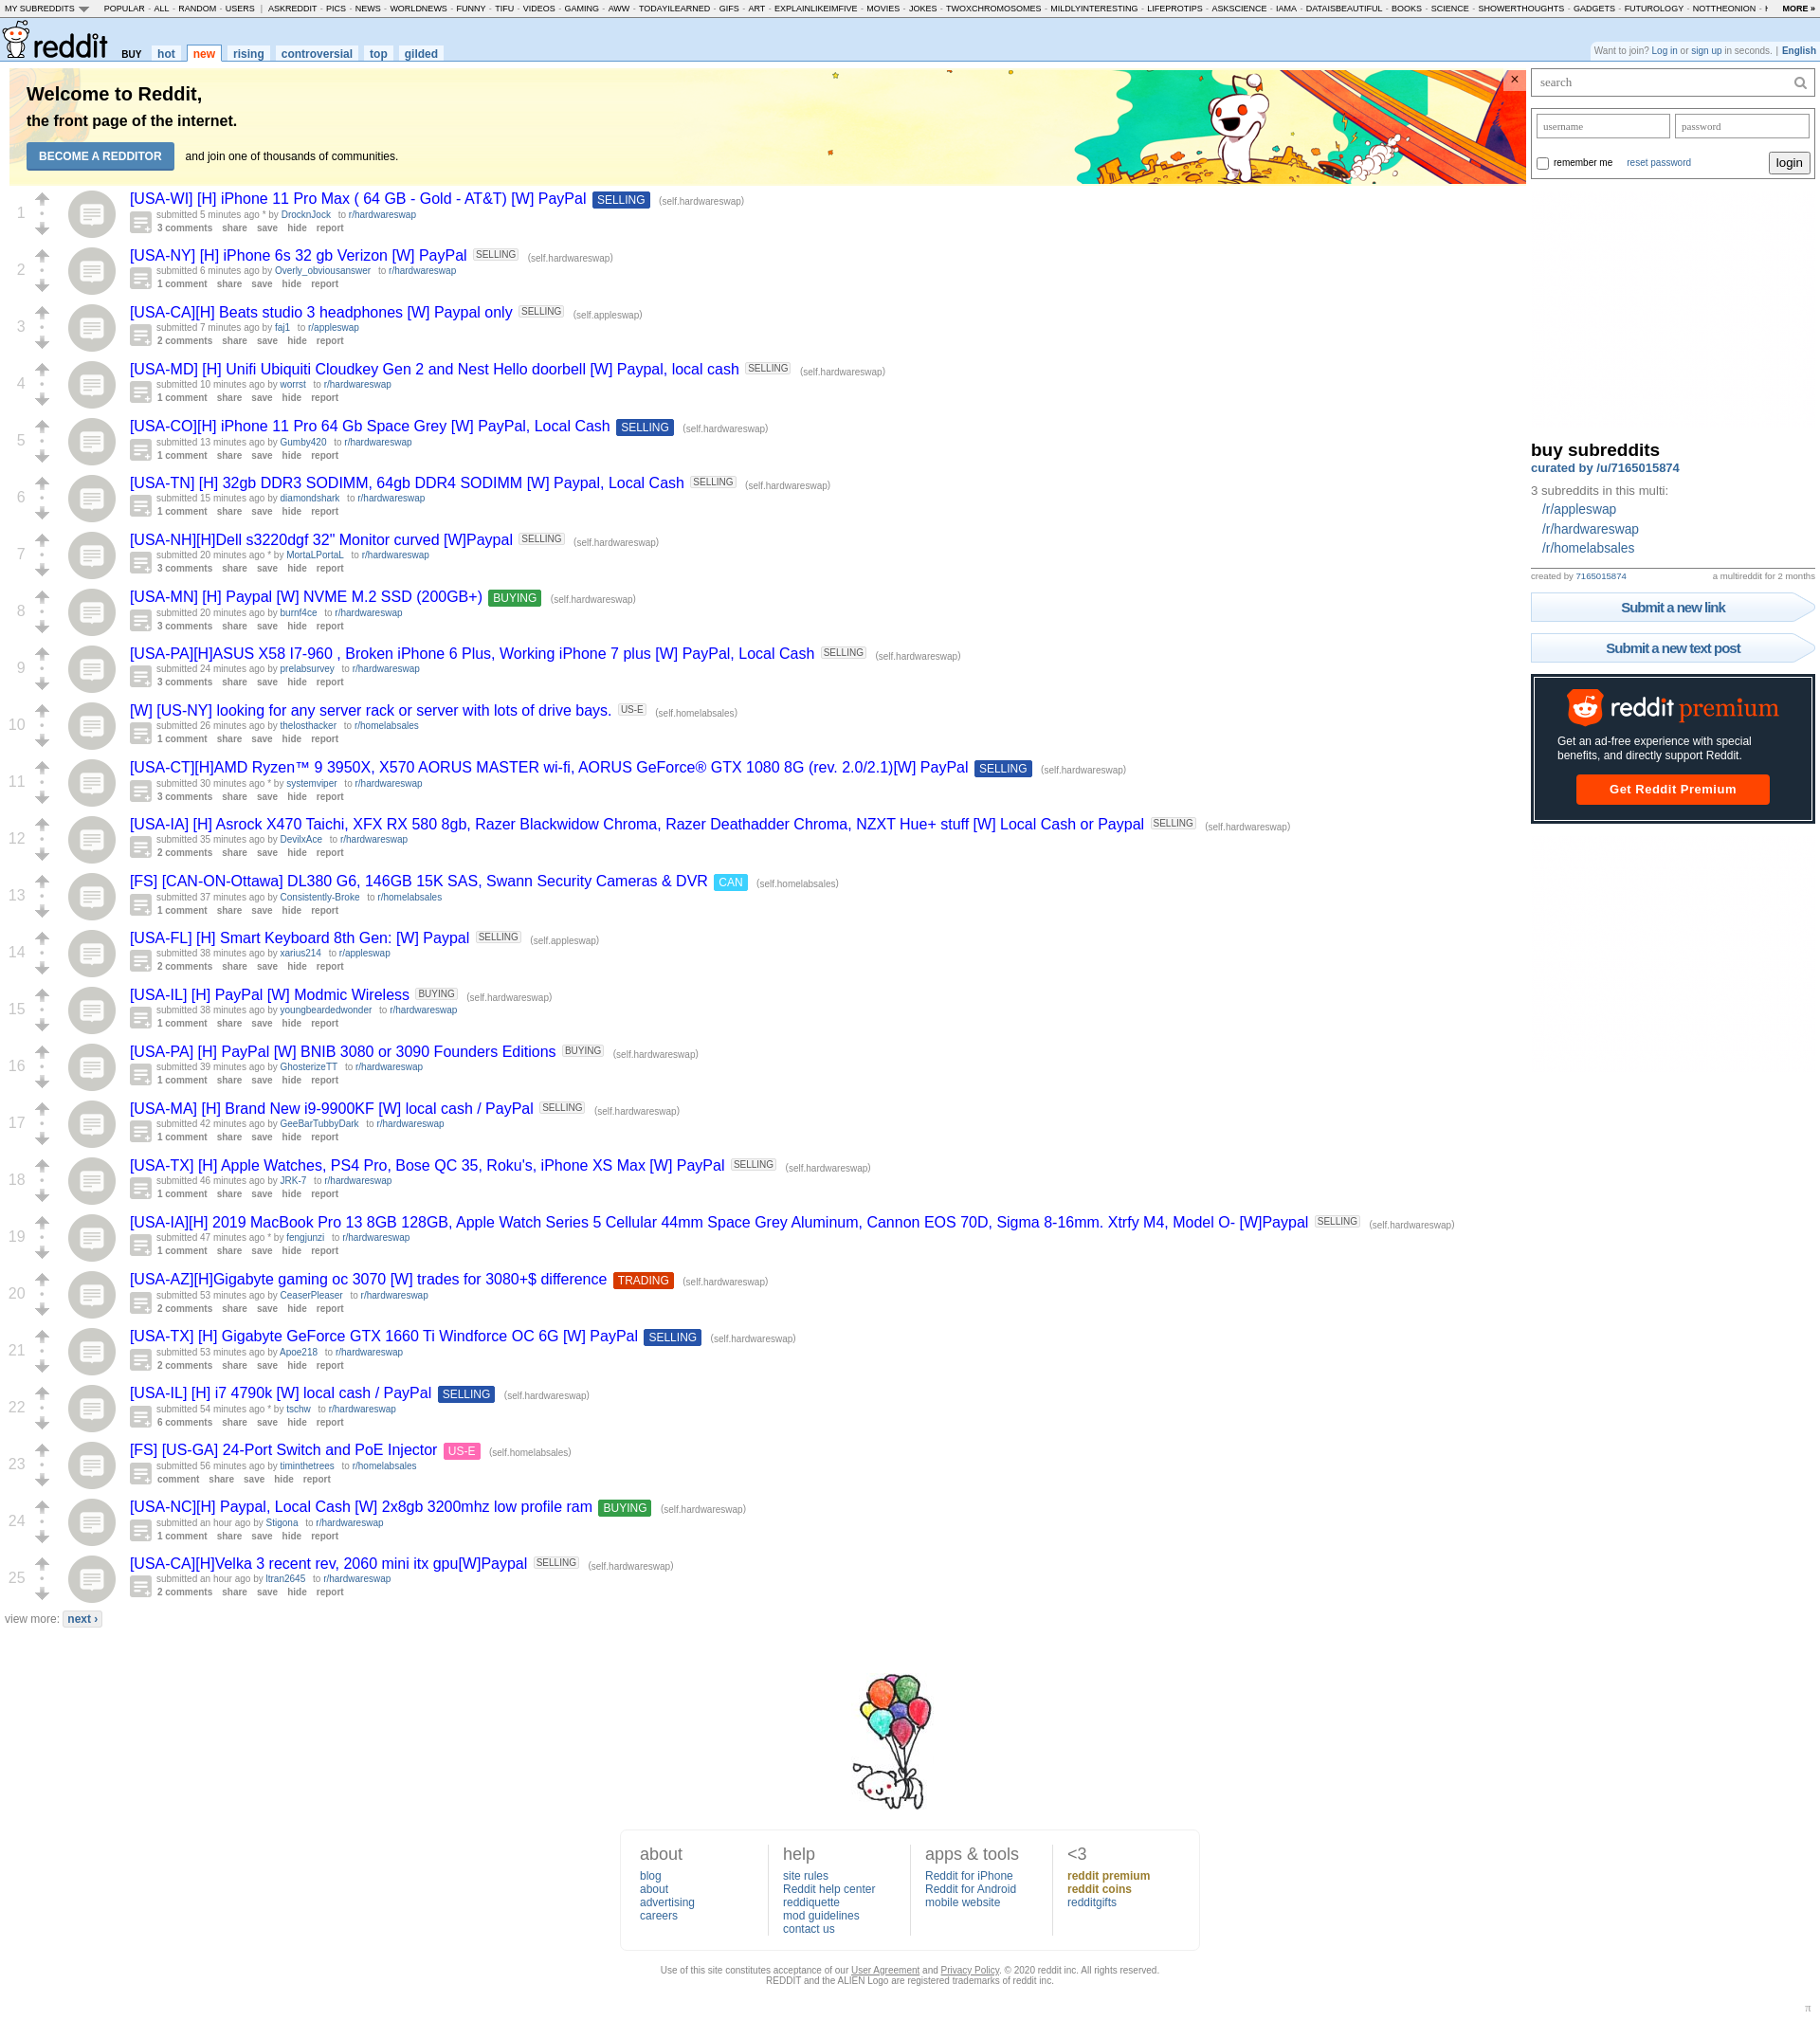 MY SUBREDDITS POPULAR - ALL - RANDOM - USERS | ASKREDDIT - PICS - NEWS - WORLDNEWS - FUNNY - TIFU - VIDEOS - GAMING - AWW - TODAYILEARNED - GIFS - ART - EXPLAINLIKEIMFIVE - MOVIES - JOKES - TWOXCHROMOSOMES - MILDLYINTERESTING - LIFEPROTIPS - ASKSCIENCE - IAMA - DATAISBEAUTIFUL - BOOKS - SCIENCE - SHOWERTHOUGHTS - GADGETS - FUTUROLOGY - NOTTHEONION - MORE »
reddit BUY hot new rising controversial top gilded
Want to join? Log in or sign up in seconds. | English
Welcome to Reddit,
the front page of the internet.
BECOME A REDDITOR and join one of thousands of communities.
×
search
username password
remember me reset password login
1 [USA-WI] [H] iPhone 11 Pro Max ( 64 GB - Gold - AT&T) [W] PayPal SELLING (self.hardwareswap)
submitted 5 minutes ago * by DrocknJock to r/hardwareswap
3 comments share save hide report
2 [USA-NY] [H] iPhone 6s 32 gb Verizon [W] PayPal SELLING (self.hardwareswap)
submitted 6 minutes ago by Overly_obviousanswer to r/hardwareswap
1 comment share save hide report
3 [USA-CA][H] Beats studio 3 headphones [W] Paypal only SELLING (self.appleswap)
submitted 7 minutes ago by faj1 to r/appleswap
2 comments share save hide report
4 [USA-MD] [H] Unifi Ubiquiti Cloudkey Gen 2 and Nest Hello doorbell [W] Paypal, local cash SELLING (self.hardwareswap)
submitted 10 minutes ago by worrst to r/hardwareswap
1 comment share save hide report
5 [USA-CO][H] iPhone 11 Pro 64 Gb Space Grey [W] PayPal, Local Cash SELLING (self.hardwareswap)
submitted 13 minutes ago by Gumby420 to r/hardwareswap
1 comment share save hide report
6 [USA-TN] [H] 32gb DDR3 SODIMM, 64gb DDR4 SODIMM [W] Paypal, Local Cash SELLING (self.hardwareswap)
submitted 15 minutes ago by diamondshark to r/hardwareswap
1 comment share save hide report
7 [USA-NH][H]Dell s3220dgf 32" Monitor curved [W]Paypal SELLING (self.hardwareswap)
submitted 20 minutes ago * by MortaLPortaL to r/hardwareswap
3 comments share save hide report
8 [USA-MN] [H] Paypal [W] NVME M.2 SSD (200GB+) BUYING (self.hardwareswap)
submitted 20 minutes ago by burnf4ce to r/hardwareswap
3 comments share save hide report
9 [USA-PA][H]ASUS X58 I7-960 , Broken iPhone 6 Plus, Working iPhone 7 plus [W] PayPal, Local Cash SELLING (self.hardwareswap)
submitted 24 minutes ago by prelabsurvey to r/hardwareswap
3 comments share save hide report
10 [W] [US-NY] looking for any server rack or server with lots of drive bays. US-E (self.homelabsales)
submitted 26 minutes ago by thelosthacker to r/homelabsales
1 comment share save hide report
11 [USA-CT][H]AMD Ryzen™ 9 3950X, X570 AORUS MASTER wi-fi, AORUS GeForce® GTX 1080 8G (rev. 2.0/2.1)[W] PayPal SELLING (self.hardwareswap)
submitted 30 minutes ago * by systemviper to r/hardwareswap
3 comments share save hide report
12 [USA-IA] [H] Asrock X470 Taichi, XFX RX 580 8gb, Razer Blackwidow Chroma, Razer Deathadder Chroma, NZXT Hue+ stuff [W] Local Cash or Paypal SELLING (self.hardwareswap)
submitted 35 minutes ago by DevilxAce to r/hardwareswap
2 comments share save hide report
13 [FS] [CAN-ON-Ottawa] DL380 G6, 146GB 15K SAS, Swann Security Cameras & DVR CAN (self.homelabsales)
submitted 37 minutes ago by Consistently-Broke to r/homelabsales
1 comment share save hide report
14 [USA-FL] [H] Smart Keyboard 8th Gen: [W] Paypal SELLING (self.appleswap)
submitted 38 minutes ago by xarius214 to r/appleswap
2 comments share save hide report
15 [USA-IL] [H] PayPal [W] Modmic Wireless BUYING (self.hardwareswap)
submitted 38 minutes ago by youngbeardedwonder to r/hardwareswap
1 comment share save hide report
16 [USA-PA] [H] PayPal [W] BNIB 3080 or 3090 Founders Editions BUYING (self.hardwareswap)
submitted 39 minutes ago by GhosterizeTT to r/hardwareswap
1 comment share save hide report
17 [USA-MA] [H] Brand New i9-9900KF [W] local cash / PayPal SELLING (self.hardwareswap)
submitted 42 minutes ago by GeeBarTubbyDark to r/hardwareswap
1 comment share save hide report
18 [USA-TX] [H] Apple Watches, PS4 Pro, Bose QC 35, Roku's, iPhone XS Max [W] PayPal SELLING (self.hardwareswap)
submitted 46 minutes ago by JRK-7 to r/hardwareswap
1 comment share save hide report
19 [USA-IA][H] 2019 MacBook Pro 13 8GB 128GB, Apple Watch Series 5 Cellular 44mm Space Grey Aluminum, Cannon EOS 70D, Sigma 8-16mm. Xtrfy M4, Model O- [W]Paypal SELLING (self.hardwareswap)
submitted 47 minutes ago * by fengjunzi to r/hardwareswap
1 comment share save hide report
20 [USA-AZ][H]Gigabyte gaming oc 3070 [W] trades for 3080+$ difference TRADING (self.hardwareswap)
submitted 53 minutes ago by CeaserPleaser to r/hardwareswap
2 comments share save hide report
21 [USA-TX] [H] Gigabyte GeForce GTX 1660 Ti Windforce OC 6G [W] PayPal SELLING (self.hardwareswap)
submitted 53 minutes ago by Apoe218 to r/hardwareswap
2 comments share save hide report
22 [USA-IL] [H] i7 4790k [W] local cash / PayPal SELLING (self.hardwareswap)
submitted 54 minutes ago * by tschw to r/hardwareswap
6 comments share save hide report
23 [FS] [US-GA] 24-Port Switch and PoE Injector US-E (self.homelabsales)
submitted 56 minutes ago by timinthetrees to r/homelabsales
comment share save hide report
24 [USA-NC][H] Paypal, Local Cash [W] 2x8gb 3200mhz low profile ram BUYING (self.hardwareswap)
submitted an hour ago by Stigona to r/hardwareswap
1 comment share save hide report
25 [USA-CA][H]Velka 3 recent rev, 2060 mini itx gpu[W]Paypal SELLING (self.hardwareswap)
submitted an hour ago by ltran2645 to r/hardwareswap
2 comments share save hide report
view more: next ›
buy subreddits
curated by /u/7165015874
3 subreddits in this multi:
/r/appleswap
/r/hardwareswap
/r/homelabsales
created by 7165015874 a multireddit for 2 months
Submit a new link
Submit a new text post
reddit premium
Get an ad-free experience with special
benefits, and directly support Reddit.
Get Reddit Premium
about
blog
about
advertising
careers
help
site rules
Reddit help center
reddiquette
mod guidelines
contact us
apps & tools
Reddit for iPhone
Reddit for Android
mobile website
<3
reddit premium
reddit coins
redditgifts
Use of this site constitutes acceptance of our User Agreement and Privacy Policy. © 2020 reddit inc. All rights reserved.
REDDIT and the ALIEN Logo are registered trademarks of reddit inc.
π